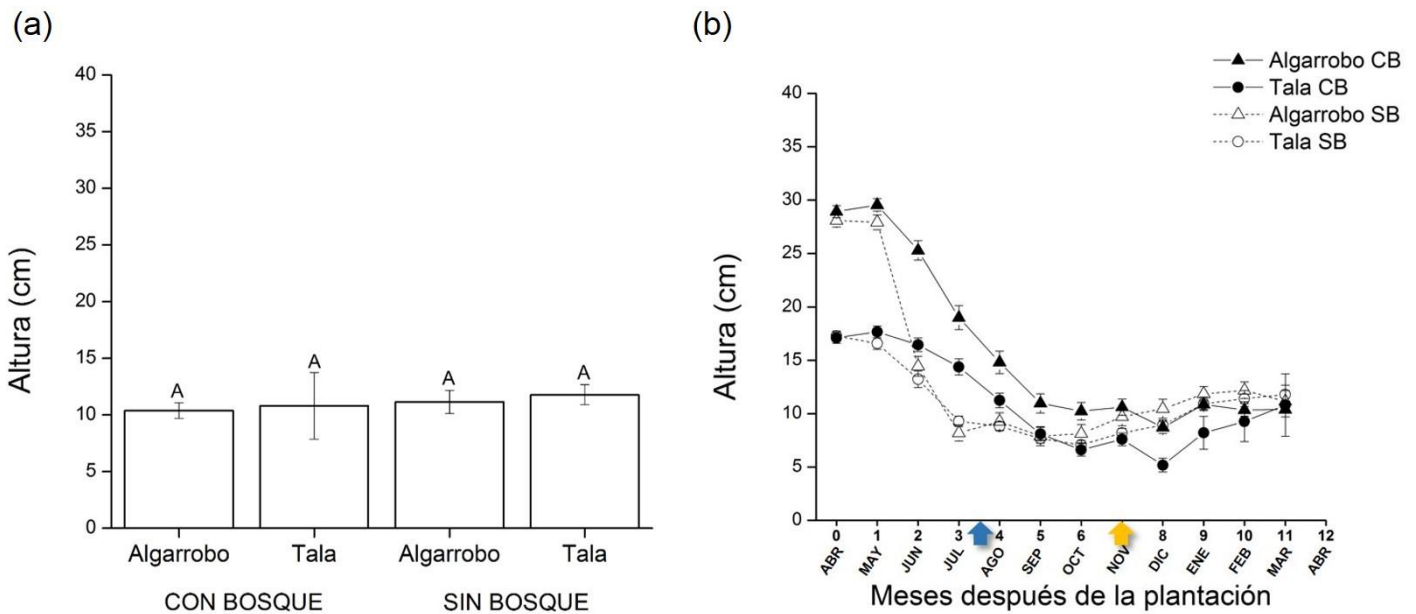 (a)
40
35
30
25
20
15
10
5
0
Altura (cm)
A
A
A
A
Algarrobo
Tala
Algarrobo
Tala
CON BOSQUE
SIN BOSQUE
(b)
Algarrobo CB
Tala CB
Algarrobo SB
Tala SB
40
35
30
25
20
15
10
5
0
Altura (cm)
0 1 2 3 4 5 6 8 9 10 11 12
ABR MAY JUN JUL AGO SEP OCT NOV DIC ENE FEB MAR ABR
Meses después de la plantación